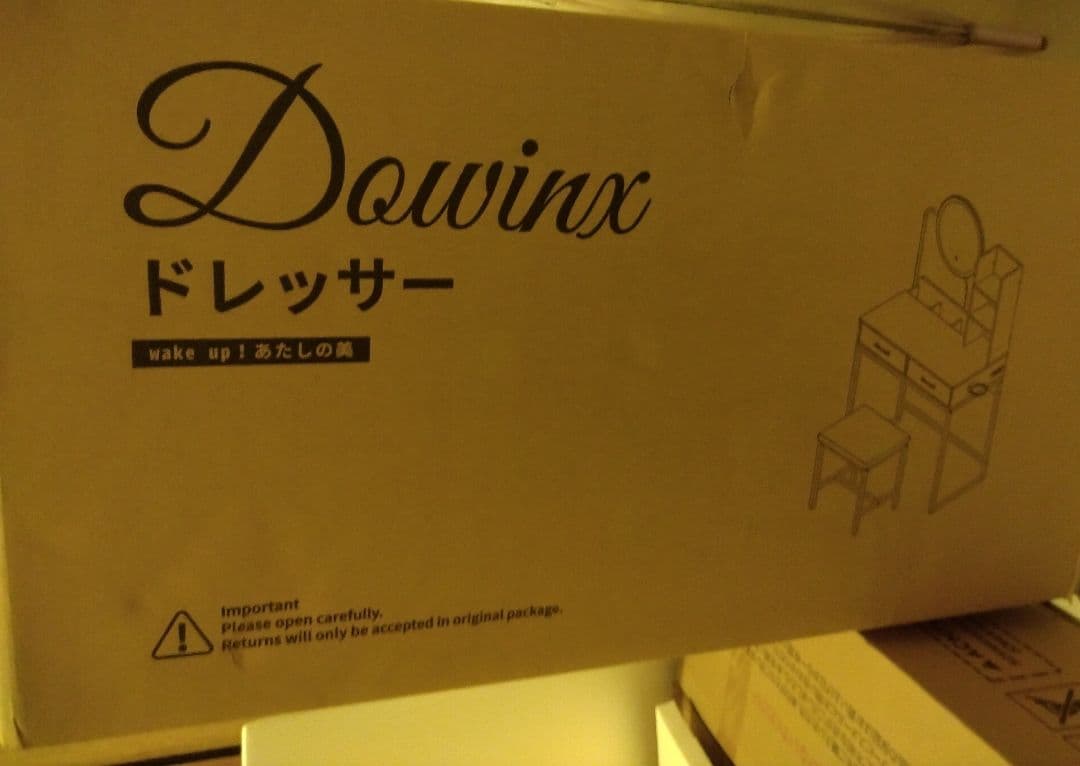 Dowinx
ドレッサー
wake up！あたしの美
Important
Please open carefully.
Returns will only be accepted in original package.